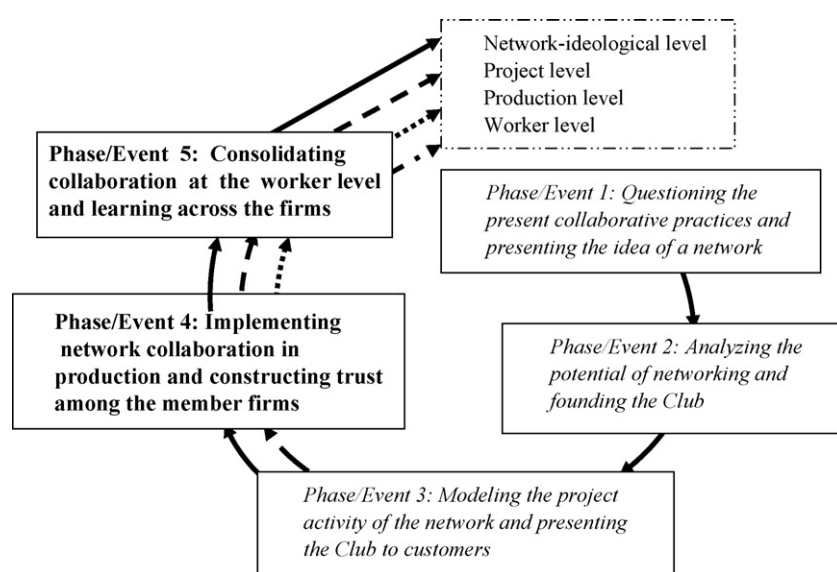 Network-ideological level
Project level
Production level
Worker level
Phase/Event 5: Consolidating
collaboration at the worker level
and learning across the firms
Phase/Event 1: Questioning the
present collaborative practices and
presenting the idea of a network
Phase/Event 4: Implementing
network collaboration in
production and constructing trust
among the member firms
Phase/Event 2: Analyzing the
potential of networking and
founding the Club
Phase/Event 3: Modeling the project
activity of the network and presenting
the Club to customers